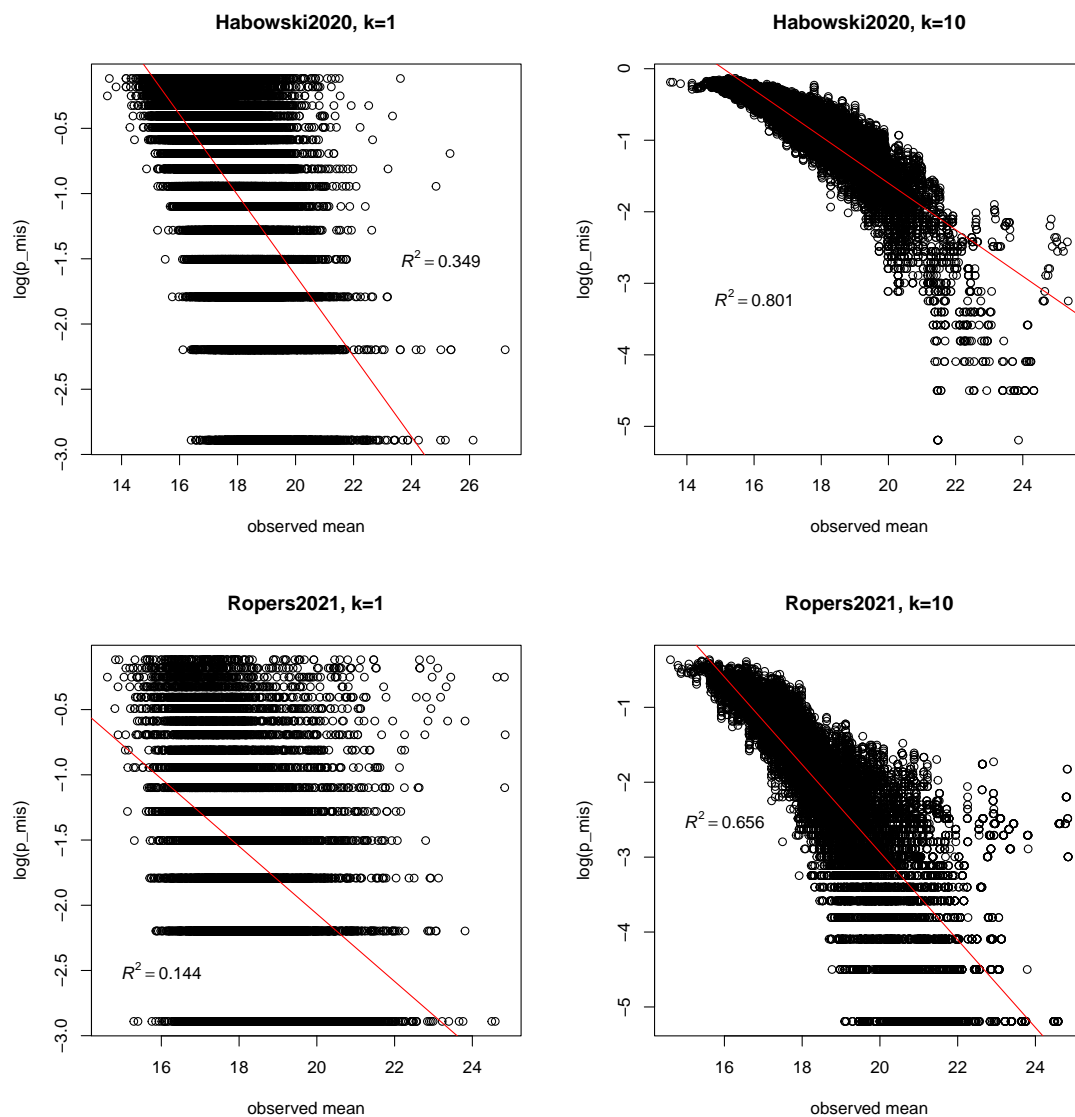 Habowski2020, k=1
log(p_mis)
−0.5
−1.0
−1.5
−2.0
−2.5
−3.0
R² = 0.349
14 16 18 20 22 24 26
observed mean
Habowski2020, k=10
log(p_mis)
0
−1
−2
−3
−4
−5
R² = 0.801
14 16 18 20 22 24
observed mean
Ropers2021, k=1
log(p_mis)
−0.5
−1.0
−1.5
−2.0
−2.5
−3.0
R² = 0.144
16 18 20 22 24
observed mean
Ropers2021, k=10
log(p_mis)
−1
−2
−3
−4
−5
R² = 0.656
16 18 20 22 24
observed mean